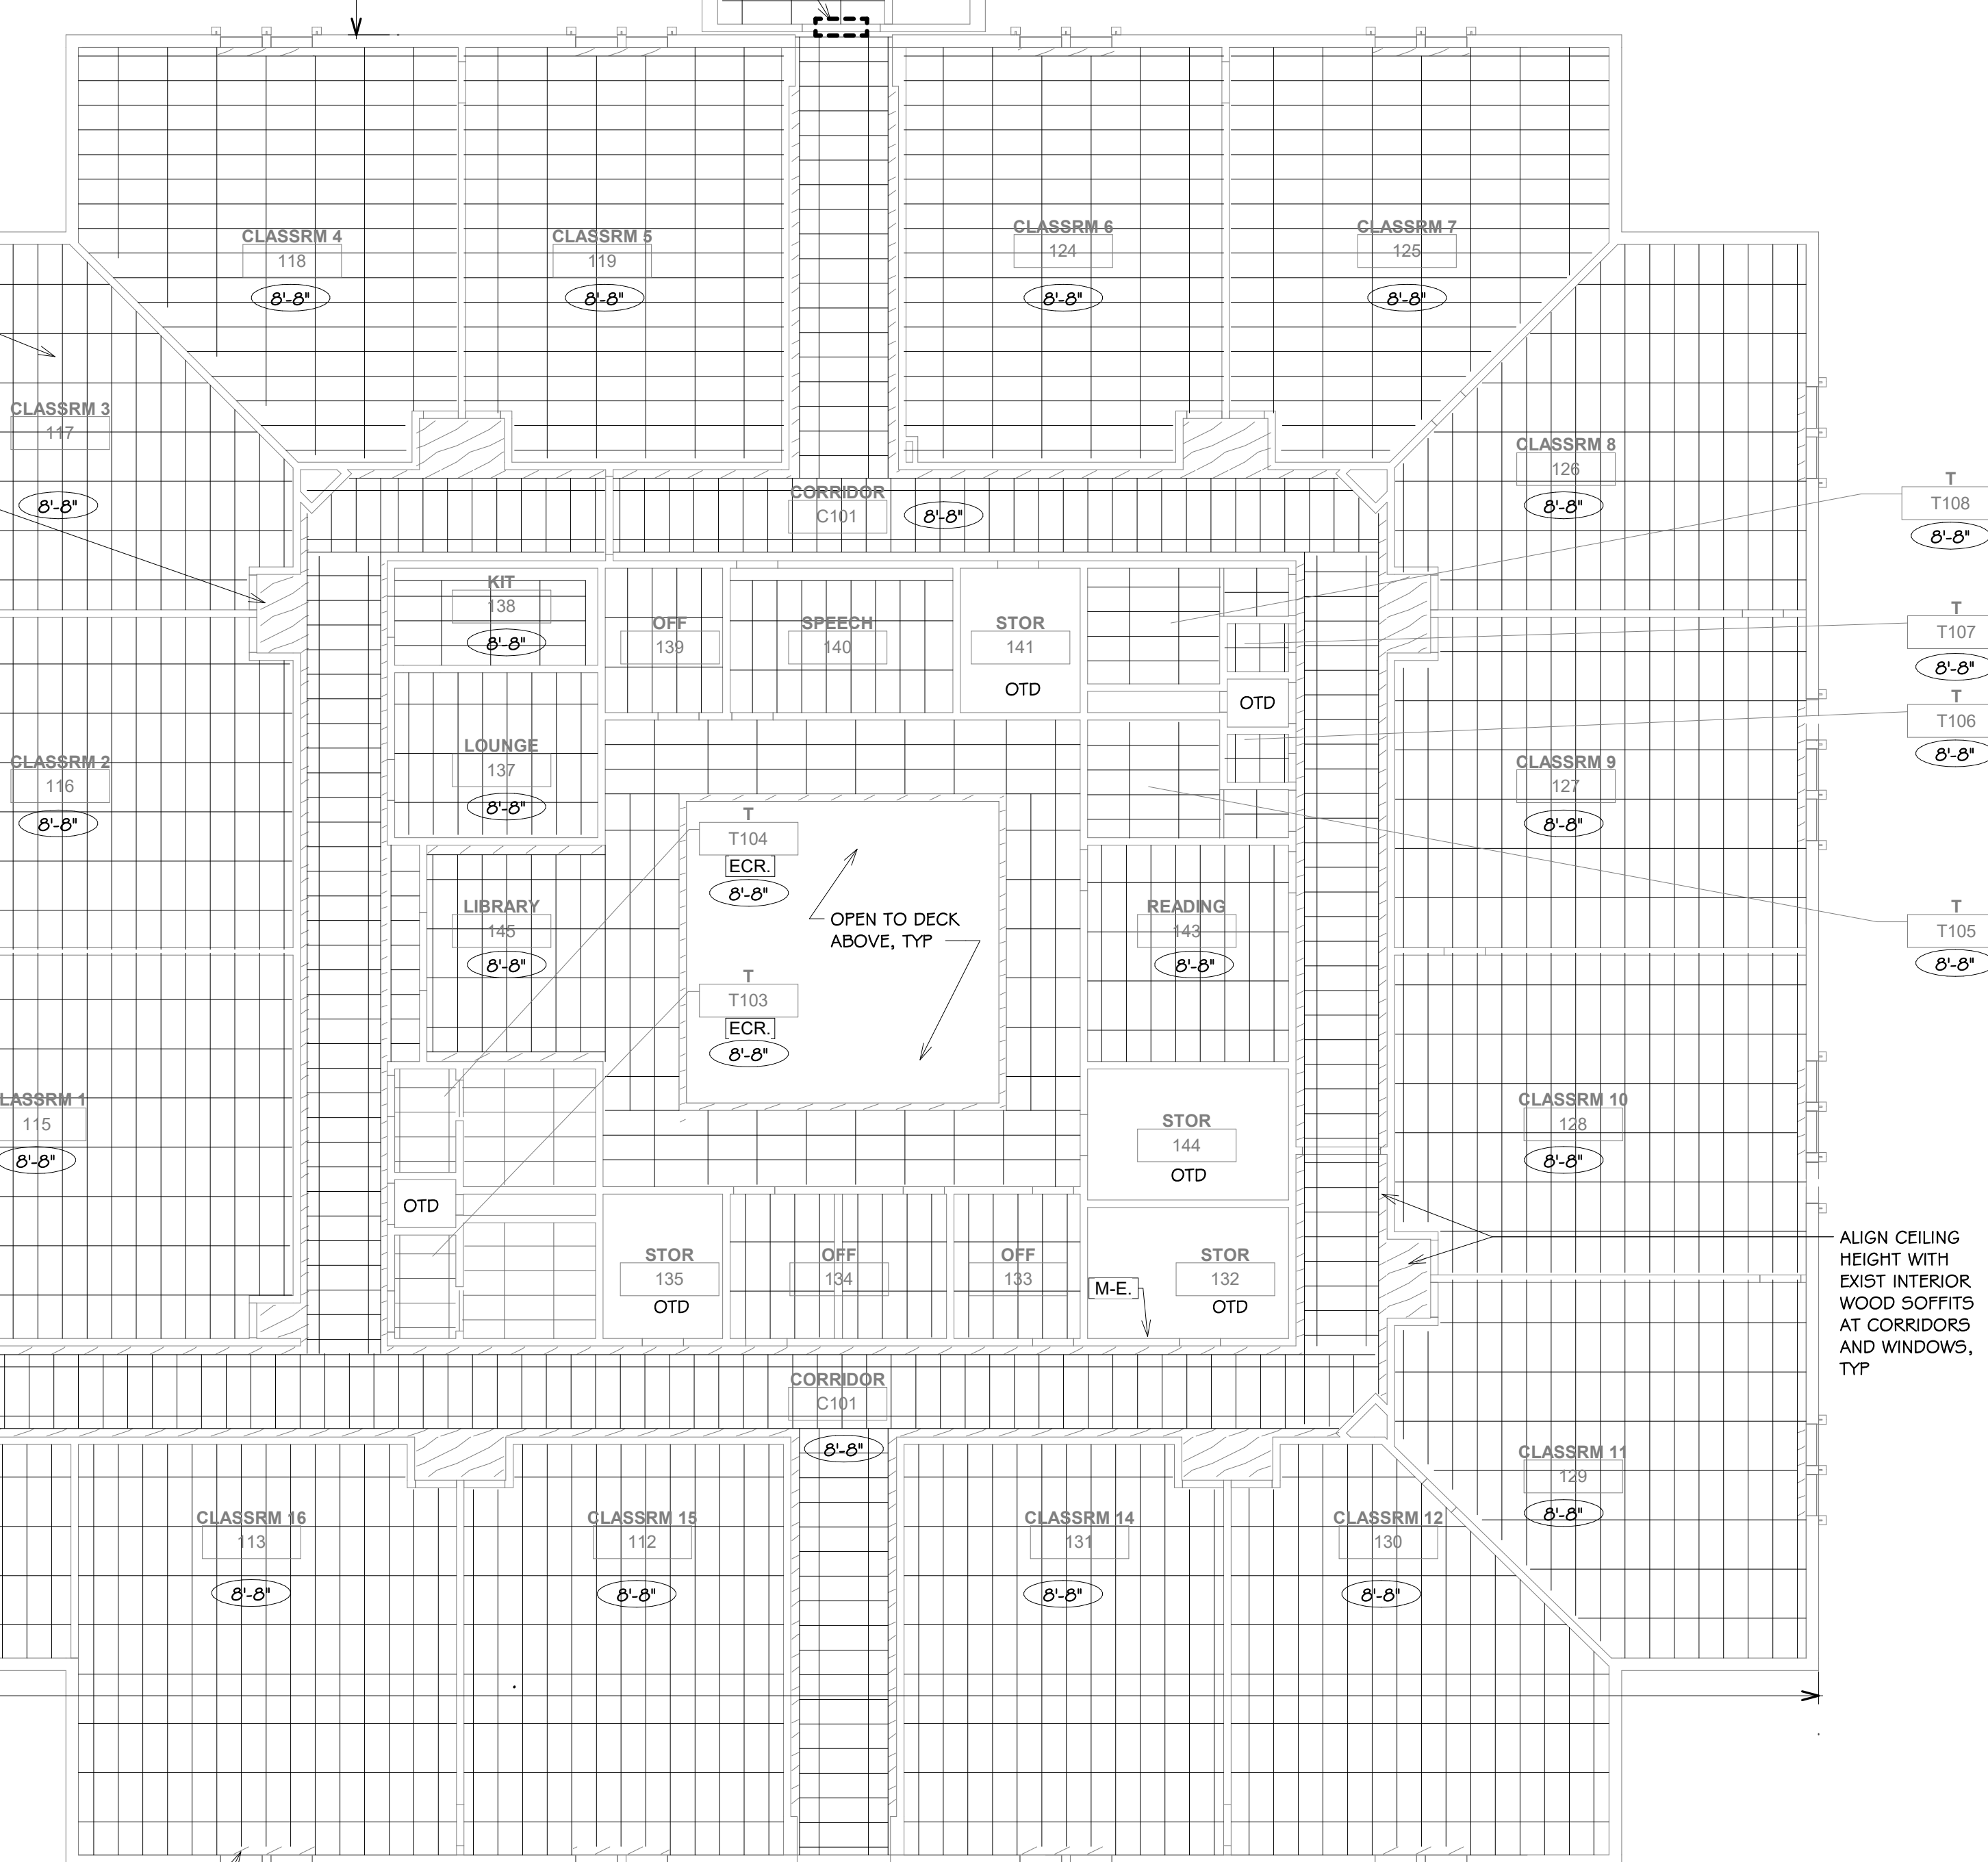 CLASSRM 4
118
8'-8"
CLASSRM 5
119
8'-8"
CLASSRM 6
124
8'-8"
CLASSRM 7
125
8'-8"
CLASSRM 3
117
8'-8"
CLASSRM 8
126
8'-8"
CORRIDOR
C101
8'-8"
T
T108
8'-8"
KIT
138
8'-8"
OFF
139
SPEECH
140
STOR
141
OTD
OTD
T
T107
8'-8"
T
T106
8'-8"
CLASSRM 2
116
8'-8"
LOUNGE
137
8'-8"
CLASSRM 9
127
8'-8"
T
T104
ECR.
8'-8"
OPEN TO DECK
ABOVE, TYP
LIBRARY
145
8'-8"
READING
143
8'-8"
T
T105
8'-8"
T
T103
ECR.
8'-8"
LASSRM 1
115
8'-8"
STOR
144
OTD
CLASSRM 10
128
8'-8"
OTD
STOR
135
OTD
OFF
134
OFF
133
M-E.
STOR
132
OTD
ALIGN CEILING
HEIGHT WITH
EXIST INTERIOR
WOOD SOFFITS
AT CORRIDORS
AND WINDOWS,
TYP
CORRIDOR
C101
8'-8"
CLASSRM 11
129
8'-8"
CLASSRM 16
113
8'-8"
CLASSRM 15
112
8'-8"
CLASSRM 14
131
8'-8"
CLASSRM 12
130
8'-8"